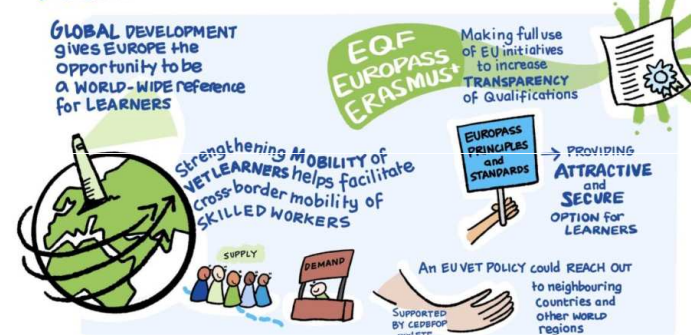 GLOBAL DEVELOPMENT
gives EUROPE the
opportunity to be
a WORLD-WIDE reference
for LEARNERS
EQF
EUROPASS
ERASMUS+
Making full use
of EU initiatives
to increase
TRANSPARENCY
of Qualifications
Strengthening MOBILITY of
VET LEARNERS helps facilitate
cross-border mobility of
SKILLED WORKERS
EUROPASS
PRINCIPLES
and
STANDARDS
→ PROVIDING
ATTRACTIVE
and
SECURE
OPTION for
LEARNERS
SUPPLY
DEMAND
An EU VET POLICY could REACH OUT
to neighbouring
Countries and
other WORLD
regions
SUPPORTED
BY CEDEFOP